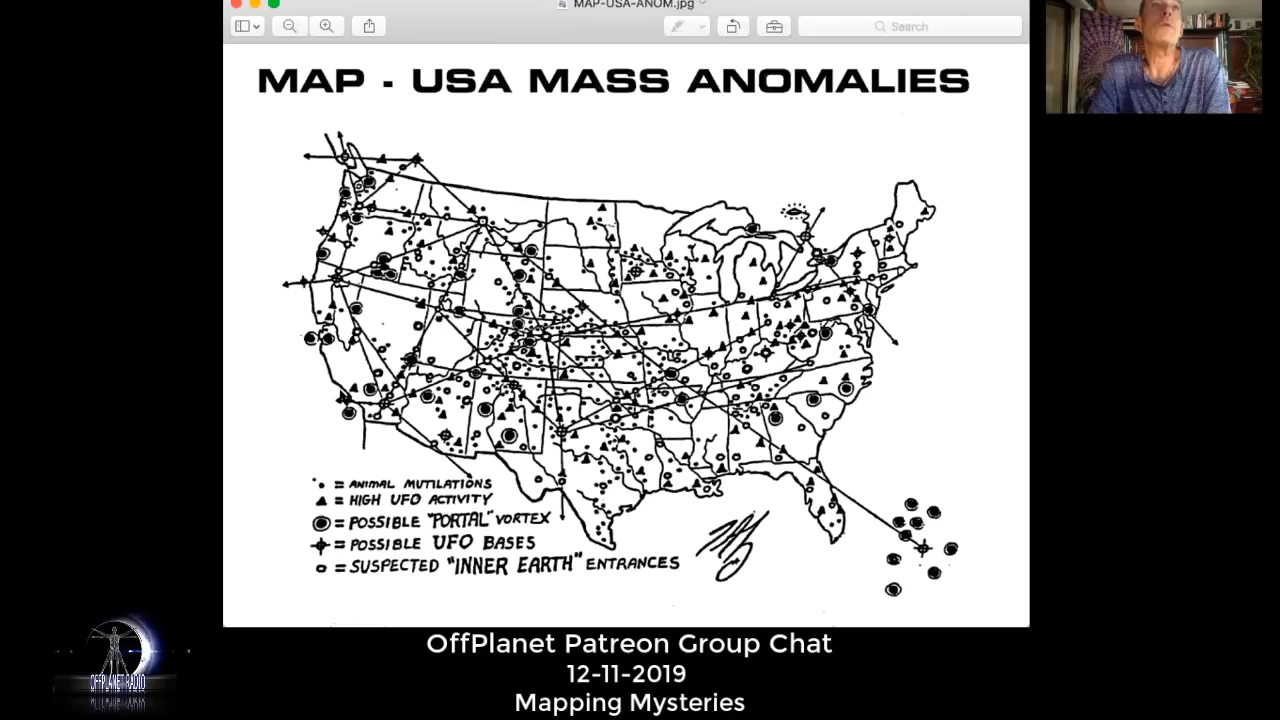 MAP-USA-ANOM.jpg
Search
MAP - USA MASS ANOMALIES
= ANIMAL MUTILATIONS
= HIGH UFO ACTIVITY
= POSSIBLE "PORTAL" VORTEX
= POSSIBLE UFO BASES
= SUSPECTED "INNER EARTH" ENTRANCES
OffPlanet Patreon Group Chat
12-11-2019
Mapping Mysteries
OFFPLANET RADIO